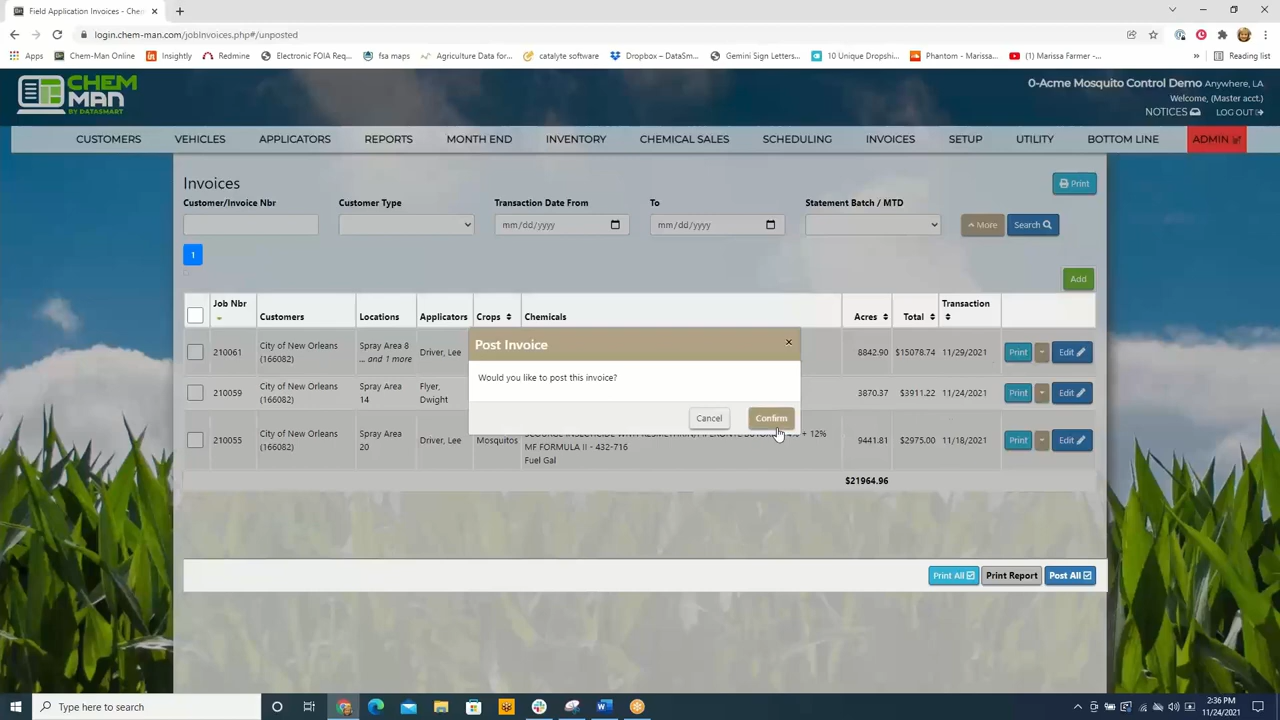 Field Application Invoices - Che
login.chem-man.com/jobInvoices.php#/unposted
Apps
Chem-Man Online
Insightly
Redmine
Electronic FOIA Req...
fsa maps
Agriculture Data for...
catalyte software
Dropbox - DataSm...
Gemini Sign Letters...
10 Unique Dropshi...
Phantom - Marissa...
Marissa Farmer -...
Reading list
CHEM
MAN
BY DATASMART
0-Acme Mosquito Control Demo Anywhere, LA
Welcome, (Master acct.)
NOTICES LOG OUT
CUSTOMERS VEHICLES APPLICATORS REPORTS MONTH END INVENTORY CHEMICAL SALES SCHEDULING INVOICES SETUP UTILITY BOTTOM LINE ADMIN
Invoices
Print
Customer/Invoice Nbr Customer Type Transaction Date From To Statement Batch / MTD
mm/dd/yyyy mm/dd/yyyy More Search
1
Add
Job Nbr Customers Locations Applicators Crops Chemicals Acres Total Transaction
210061 City of New Orleans (166082) Spray Area 8 ... and 1 more Driver, Lee 8842.90 $15078.74 11/29/2021 Print Edit
210059 City of New Orleans (166082) Spray Area 14 Flyer, Dwight 3870.37 $3911.22 11/24/2021 Print Edit
210055 City of New Orleans (166082) Spray Area 20 Driver, Lee Mosquitos + 12%
MF FORMULA II - 432-716
Fuel Gal
9441.81 $2975.00 11/18/2021 Print Edit
$21964.96
Post Invoice
×
Would you like to post this invoice?
Cancel Confirm
Print All Print Report Post All
Type here to search
2:36 PM
11/24/2021